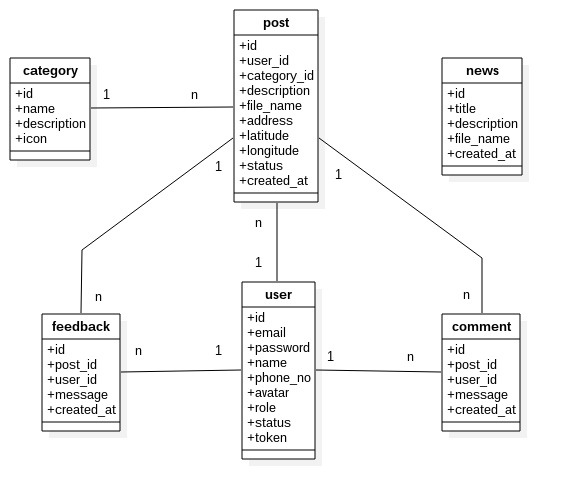 post
+id
+user_id
+category_id
+description
+file_name
+address
+latitude
+longitude
+status
+created_at
category
+id
+name
+description
+icon
1
n
news
+id
+title
+description
+file_name
+created_at
1
1
n
1
n
n
user
+id
+email
+password
+name
+phone_no
+avatar
+role
+status
+token
feedback
+id
+post_id
+user_id
+message
+created_at
n
1
1
n
comment
+id
+post_id
+user_id
+message
+created_at